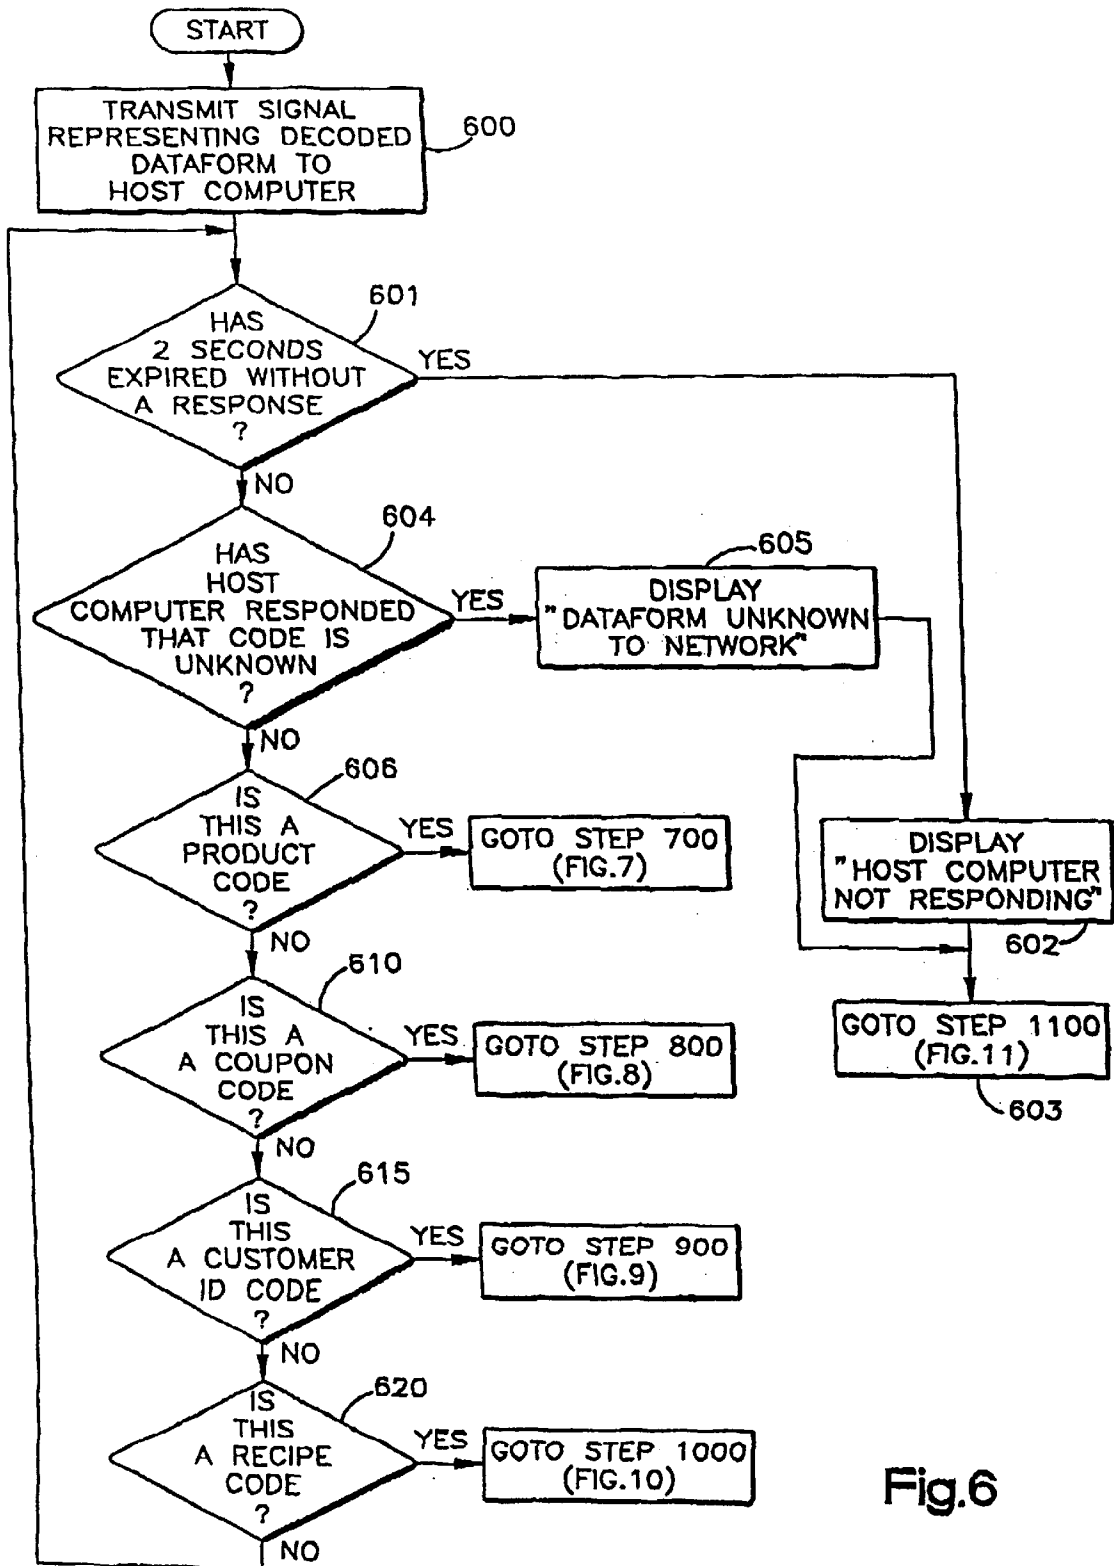 START
TRANSMIT SIGNAL
REPRESENTING DECODED
DATAFORM TO
HOST COMPUTER
600
HAS
2 SECONDS
EXPIRED WITHOUT
A RESPONSE
?
601
YES
NO
HAS
HOST
COMPUTER RESPONDED
THAT CODE IS
UNKNOWN
?
604
YES
DISPLAY
"DATAFORM UNKNOWN
TO NETWORK"
605
NO
IS
THIS A
PRODUCT
CODE
?
606
YES
GOTO STEP 700
(FIG.7)
DISPLAY
"HOST COMPUTER
NOT RESPONDING"
602
NO
IS
THIS A
A COUPON
CODE
?
610
YES
GOTO STEP 800
(FIG.8)
GOTO STEP 1100
(FIG.11)
603
NO
IS
THIS
A CUSTOMER
ID CODE
?
615
YES
GOTO STEP 900
(FIG.9)
NO
IS
THIS
A RECIPE
CODE
?
620
YES
GOTO STEP 1000
(FIG.10)
NO
Fig.6